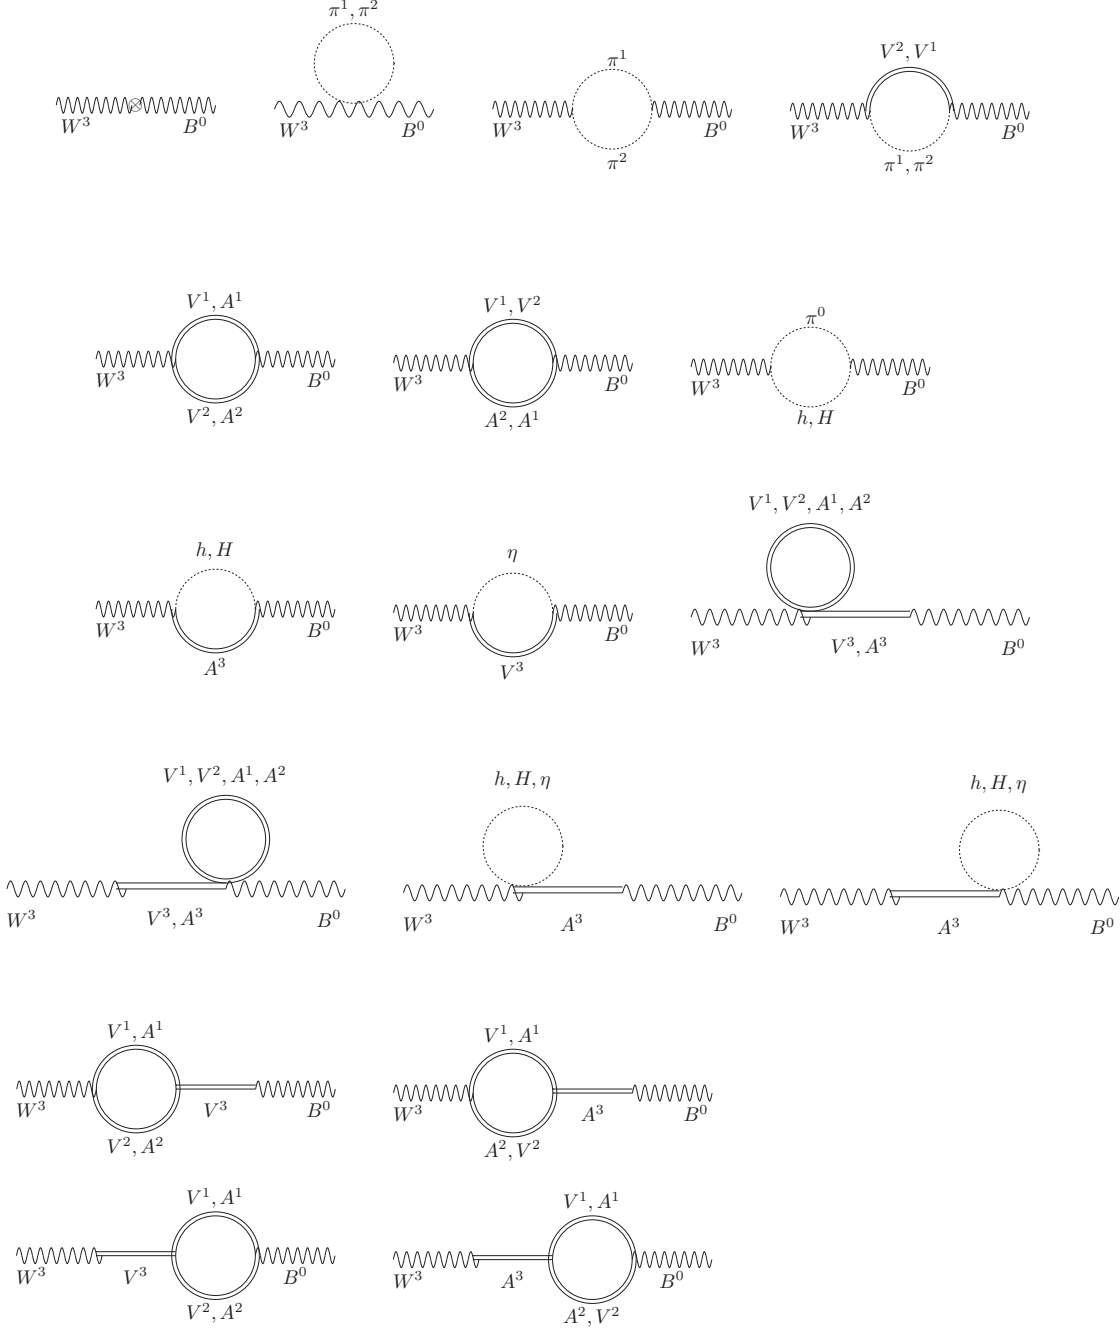 π¹, π²
W³ B⁰
W³ B⁰
π¹
W³ B⁰
π²
V², V¹
W³ B⁰
π¹, π²
V¹, A¹
W³ B⁰
V², A²
V¹, V²
W³ B⁰
A², A¹
π⁰
W³ B⁰
h, H
h, H
W³ B⁰
A³
η
W³ B⁰
V³
V¹, V², A¹, A²
W³ V³, A³ B⁰
V¹, V², A¹, A²
W³ V³, A³ B⁰
h, H, η
W³ A³ B⁰
h, H, η
W³ A³ B⁰
V¹, A¹
W³ V³ B⁰
V², A²
V¹, A¹
W³ A³ B⁰
A², V²
V¹, A¹
W³ V³ B⁰
V², A²
V¹, A¹
W³ A³ B⁰
A², V²